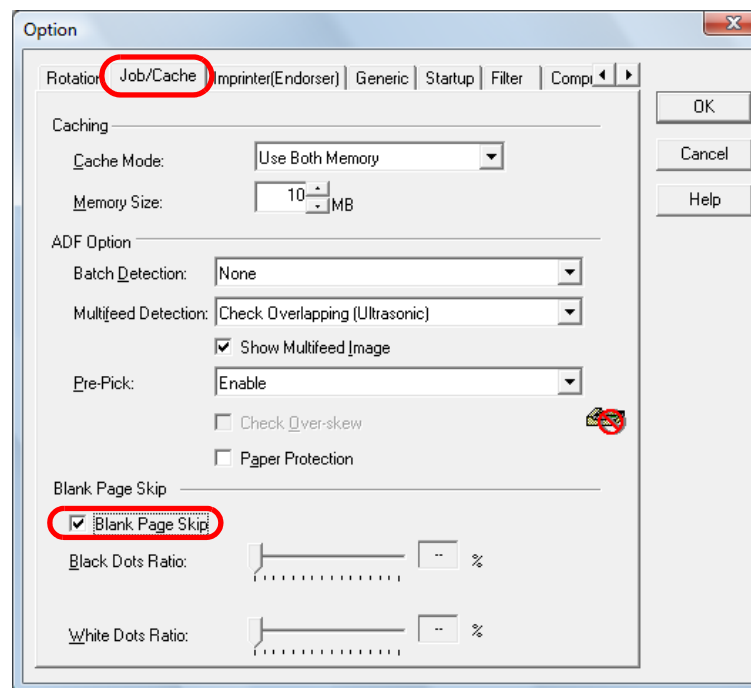 Option
Rotation Job/Cache Imprinter(Endorser) Generic Startup Filter
OK
Caching
Cache Mode: Use Both Memory
Cancel
Memory Size: 10 MB
Help
ADF Option
Batch Detection: None
Multifeed Detection: Check Overlapping (Ultrasonic)
Show Multifeed Image
Pre-Pick: Enable
Check Over-skew
Paper Protection
Blank Page Skip
Blank Page Skip
Black Dots Ratio: -- %
White Dots Ratio: -- %